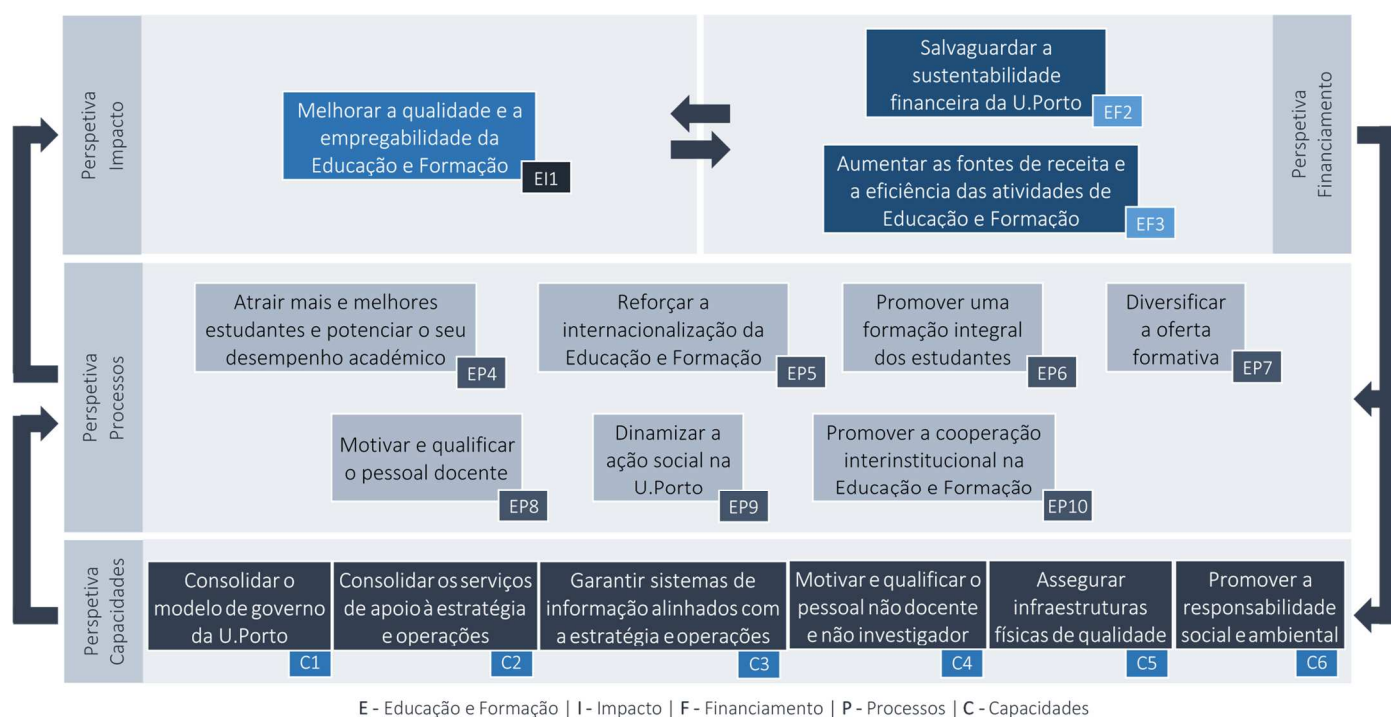 Perspetiva
Impacto
Melhorar a qualidade e a
empregabilidade da
Educação e Formação
EI1
Salvaguardar a
sustentabilidade
financeira da U.Porto
EF2
Aumentar as fontes de receita e
a eficiência das atividades de
Educação e Formação
EF3
Perspetiva
Financiamento
Perspetiva
Processos
Atrair mais e melhores
estudantes e potenciar o seu
desempenho académico
EP4
Reforçar a
internacionalização da
Educação e Formação
EP5
Promover uma
formação integral
dos estudantes
EP6
Diversificar
a oferta
formativa
EP7
Motivar e qualificar
o pessoal docente
EP8
Dinamizar a
ação social na
U.Porto
EP9
Promover a cooperação
interinstitucional na
Educação e Formação
EP10
Perspetiva
Capacidades
Consolidar o
modelo de governo
da U.Porto
C1
Consolidar os serviços
de apoio à estratégia
e operações
C2
Garantir sistemas de
informação alinhados com
a estratégia e operações
C3
Motivar e qualificar o
pessoal não docente
e não investigador
C4
Assegurar
infraestruturas
físicas de qualidade
C5
Promover a
responsabilidade
social e ambiental
C6
E - Educação e Formação | I - Impacto | F - Financiamento | P - Processos | C - Capacidades